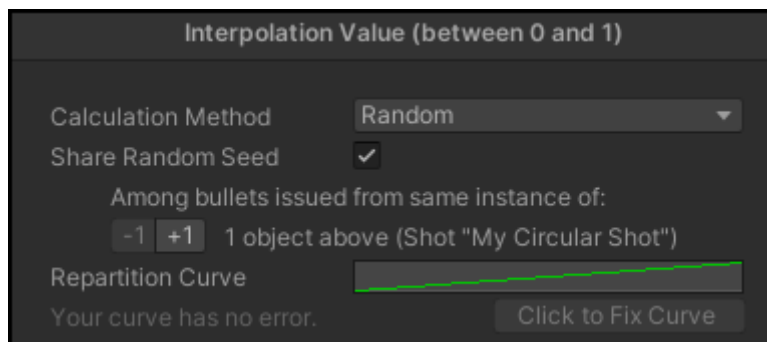 Interpolation Value (between 0 and 1)
Calculation Method Random
Share Random Seed
Among bullets issued from same instance of:
-1 +1 1 object above (Shot "My Circular Shot")
Repartition Curve
Your curve has no error. Click to Fix Curve